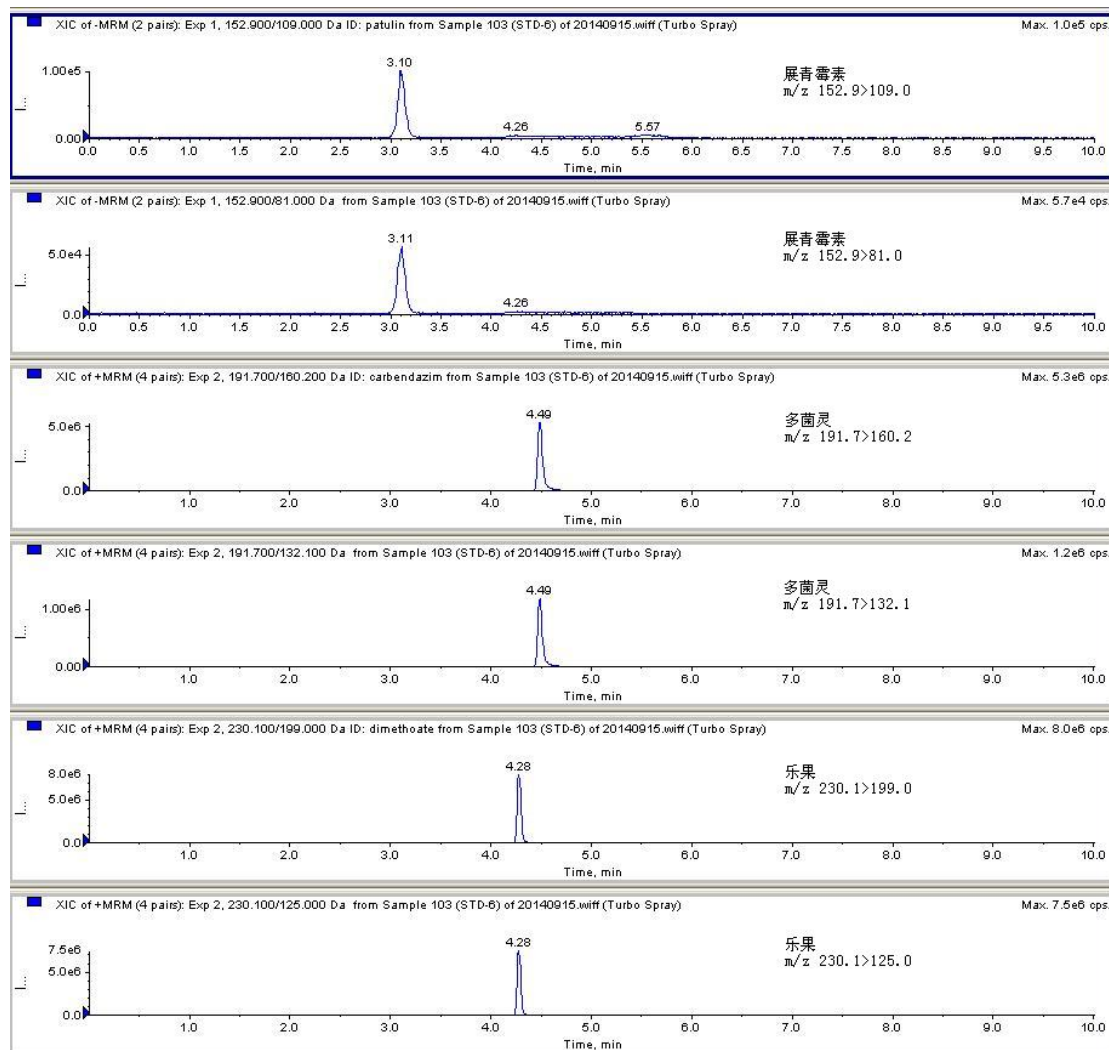 XIC of -MRM (2 pairs): Exp 1, 152.900/109.000 Da ID: patulin from Sample 103 (STD-6) of 20140915.wiff (Turbo Spray) Max. 1.0e5 cps.
3.10
1.00e5
展青霉素
m/z 152.9>109.0
4.26 5.57
0.00
0.0 0.5 1.0 1.5 2.0 2.5 3.0 3.5 4.0 4.5 5.0 5.5 6.0 6.5 7.0 7.5 8.0 8.5 9.0 9.5 10.0
Time, min
XIC of -MRM (2 pairs): Exp 1, 152.900/81.000 Da from Sample 103 (STD-6) of 20140915.wiff (Turbo Spray) Max. 5.7e4 cps.
3.11
5.0e4
展青霉素
m/z 152.9>81.0
4.26
0.0
0.0 0.5 1.0 1.5 2.0 2.5 3.0 3.5 4.0 4.5 5.0 5.5 6.0 6.5 7.0 7.5 8.0 8.5 9.0 9.5 10.0
Time, min
XIC of +MRM (4 pairs): Exp 2, 191.700/160.200 Da ID: carbendazim from Sample 103 (STD-6) of 20140915.wiff (Turbo Spray) Max. 5.3e6 cps.
4.49
5.0e6
多菌灵
m/z 191.7>160.2
0.0
1.0 2.0 3.0 4.0 5.0 6.0 7.0 8.0 9.0 10.0
Time, min
XIC of +MRM (4 pairs): Exp 2, 191.700/132.100 Da from Sample 103 (STD-6) of 20140915.wiff (Turbo Spray) Max. 1.2e6 cps.
4.49
1.00e6
多菌灵
m/z 191.7>132.1
0.00
1.0 2.0 3.0 4.0 5.0 6.0 7.0 8.0 9.0 10.0
Time, min
XIC of +MRM (4 pairs): Exp 2, 230.100/199.000 Da ID: dimethoate from Sample 103 (STD-6) of 20140915.wiff (Turbo Spray) Max. 8.0e6 cps.
4.28
8.0e6
乐果
m/z 230.1>199.0
5.0e6
0.0
1.0 2.0 3.0 4.0 5.0 6.0 7.0 8.0 9.0 10.0
Time, min
XIC of +MRM (4 pairs): Exp 2, 230.100/125.000 Da from Sample 103 (STD-6) of 20140915.wiff (Turbo Spray) Max. 7.5e6 cps.
4.28
7.5e6
乐果
m/z 230.1>125.0
5.0e6
0.0
1.0 2.0 3.0 4.0 5.0 6.0 7.0 8.0 9.0 10.0
Time, min